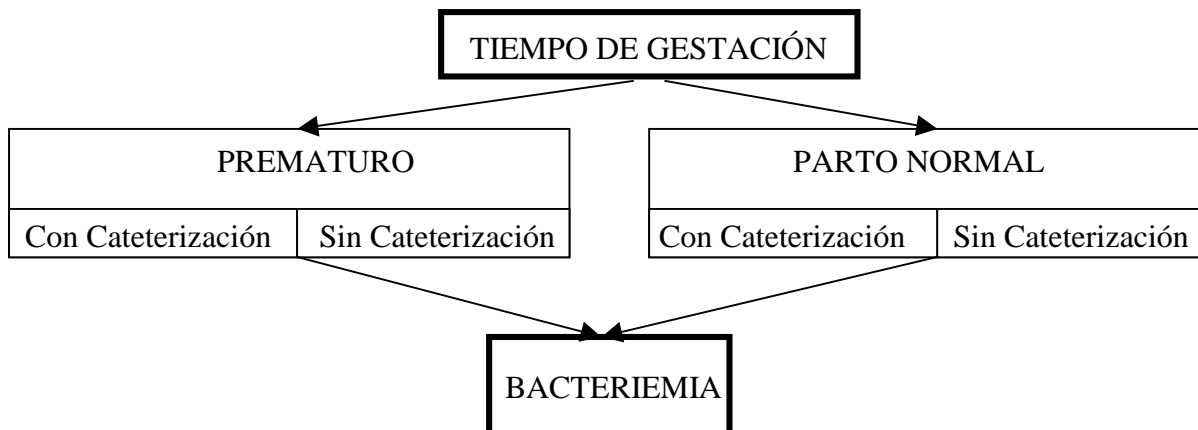 TIEMPO DE GESTACIÓN
PREMATURO
PARTO NORMAL
Con Cateterización
Sin Cateterización
Con Cateterización
Sin Cateterización
BACTERIEMIA